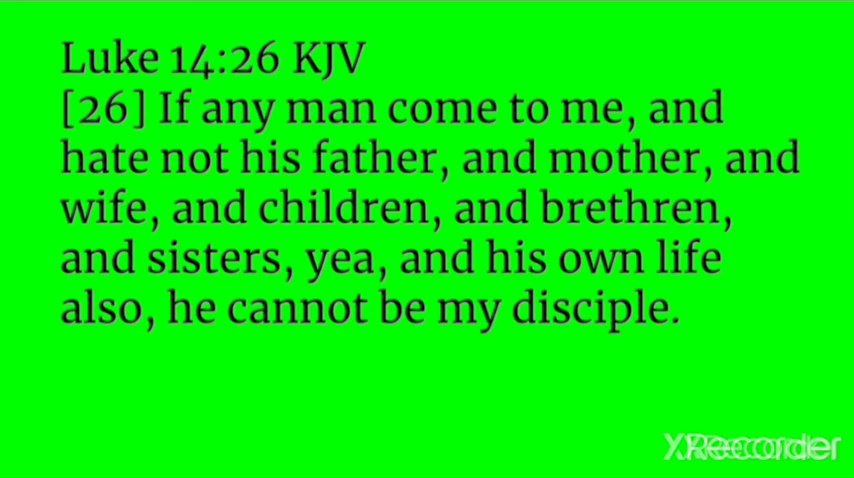 Luke 14:26 KJV
[26] If any man come to me, and
hate not his father, and mother, and
wife, and children, and brethren,
and sisters, yea, and his own life
also, he cannot be my disciple.
XRecorder